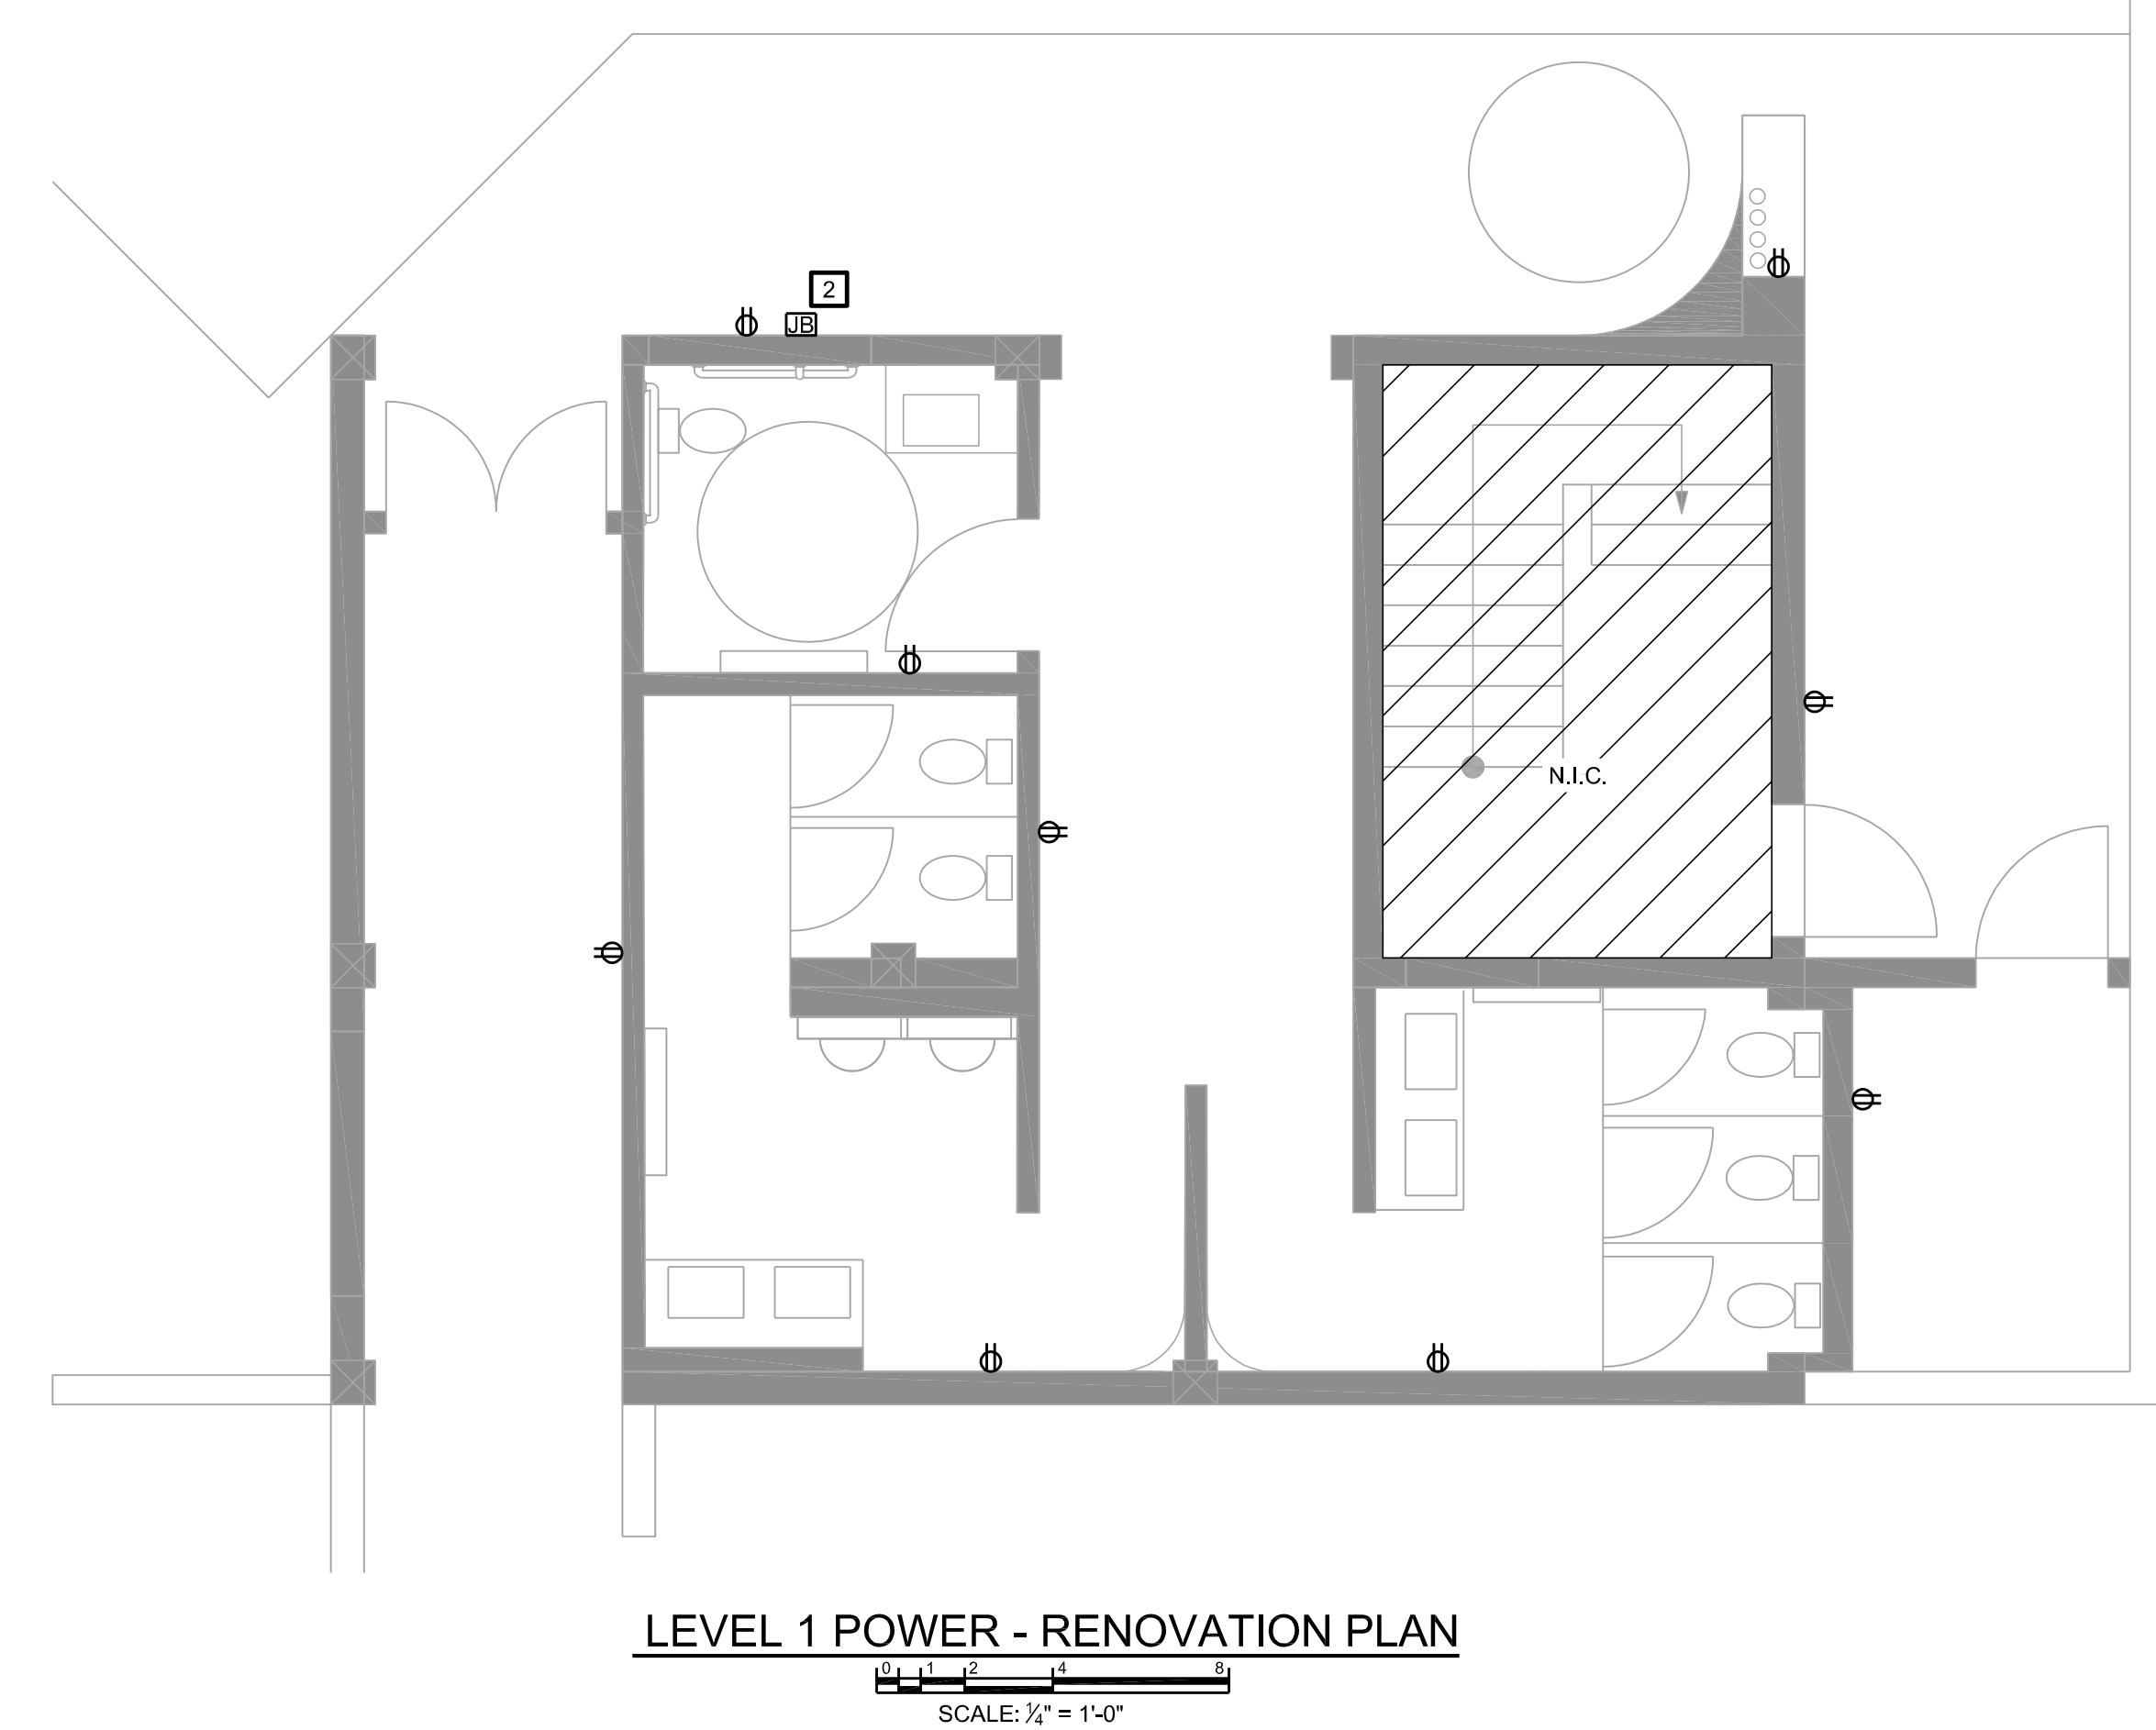 2
JB
N.I.C.
LEVEL 1 POWER - RENOVATION PLAN
0 1 2 4 8
SCALE: 1/4" = 1'-0"